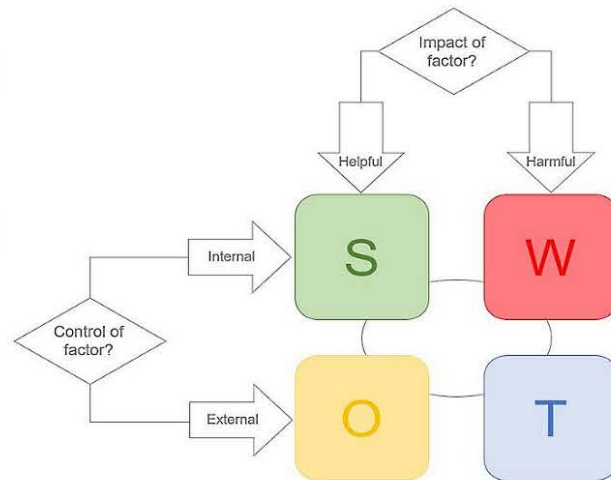 Impact of
factor?
Helpful
Harmful
Internal
S
W
Control of
factor?
External
O
T